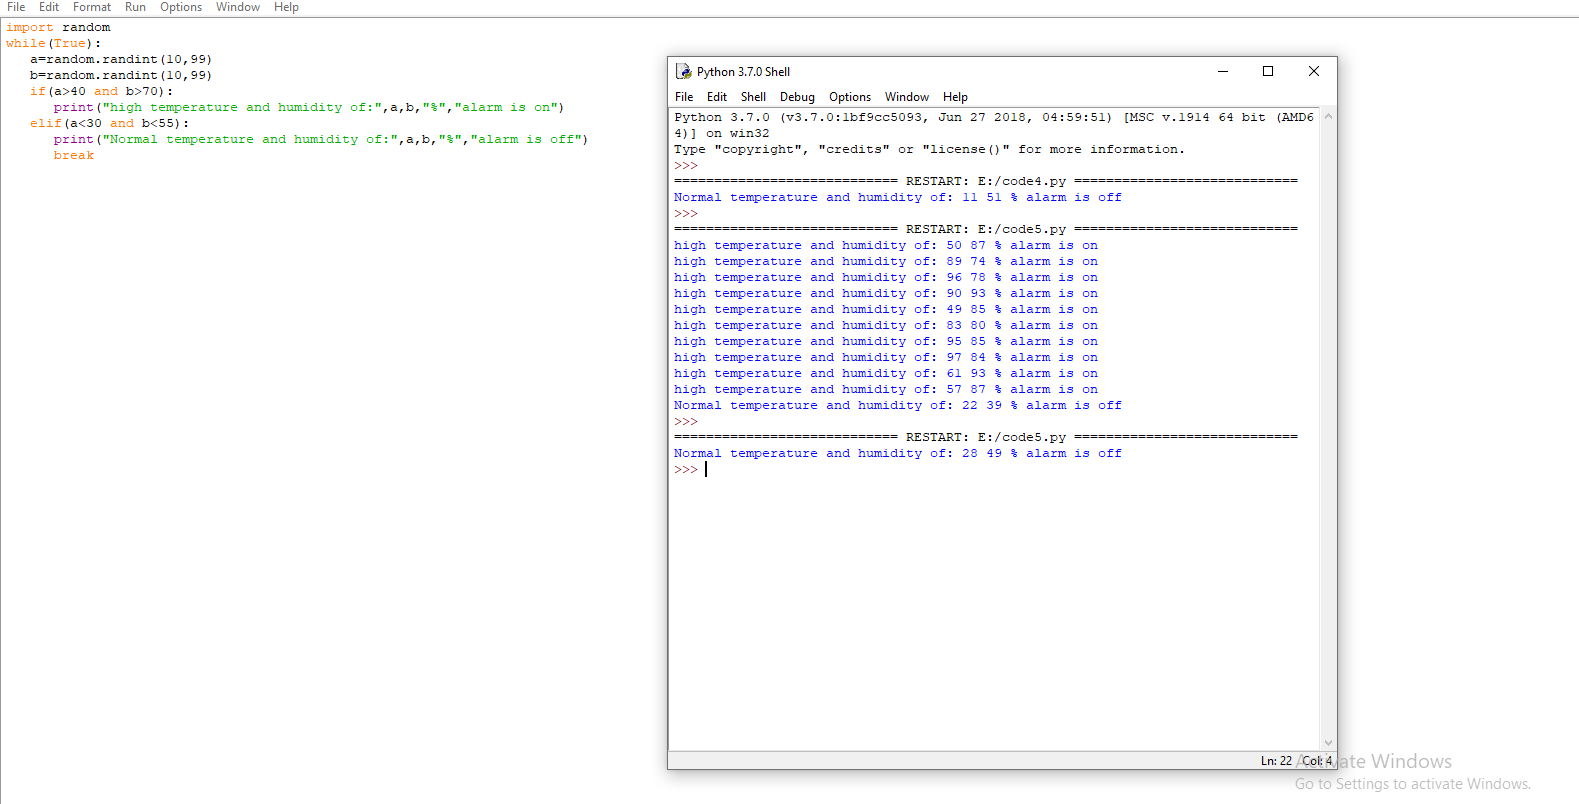 File Edit Format Run Options Window Help
import random
while(True):
   a=random.randint(10,99)
   b=random.randint(10,99)
   if(a>40 and b>70):
      print("high temperature and humidity of:",a,b,"%","alarm is on")
   elif(a<30 and b<55):
      print("Normal temperature and humidity of:",a,b,"%","alarm is off")
      break
Python 3.7.0 Shell
File Edit Shell Debug Options Window Help
Python 3.7.0 (v3.7.0:1bf9cc5093, Jun 27 2018, 04:59:51) [MSC v.1914 64 bit (AMD6
4)] on win32
Type "copyright", "credits" or "license()" for more information.
>>>
============================ RESTART: E:/code4.py ============================
Normal temperature and humidity of: 11 51 % alarm is off
>>>
============================ RESTART: E:/code5.py ============================
high temperature and humidity of: 50 87 % alarm is on
high temperature and humidity of: 89 74 % alarm is on
high temperature and humidity of: 96 78 % alarm is on
high temperature and humidity of: 90 93 % alarm is on
high temperature and humidity of: 49 85 % alarm is on
high temperature and humidity of: 83 80 % alarm is on
high temperature and humidity of: 95 85 % alarm is on
high temperature and humidity of: 97 84 % alarm is on
high temperature and humidity of: 61 93 % alarm is on
high temperature and humidity of: 57 87 % alarm is on
Normal temperature and humidity of: 22 39 % alarm is off
>>>
============================ RESTART: E:/code5.py ============================
Normal temperature and humidity of: 28 49 % alarm is off
>>>
Ln: 22 Col: 4
Activate Windows
Go to Settings to activate Windows.